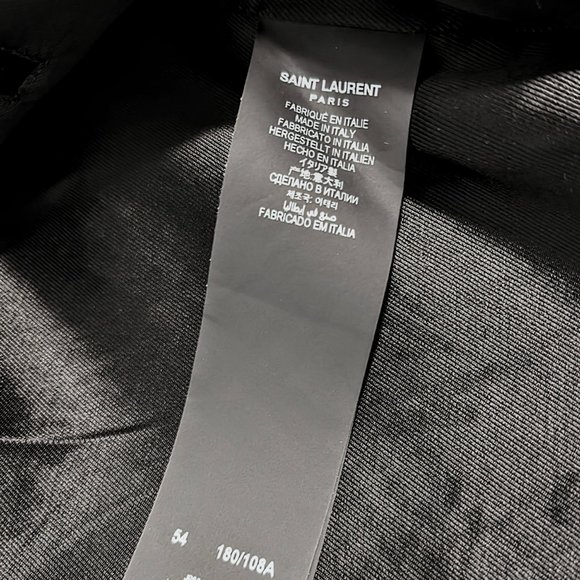 SAINT LAURENT
PARIS
FABRIQUÉ EN ITALIE
MADE IN ITALY
FABBRICATO IN ITALIA
HERGESTELLT IN ITALIEN
HECHO EN ITALIA
イタリア製
产地:意大利
СДЕЛАНО В ИТАЛИИ
제조국: 이태리
صنع في إيطاليا
FABRICADO EM ITÁLIA
54 180/108A